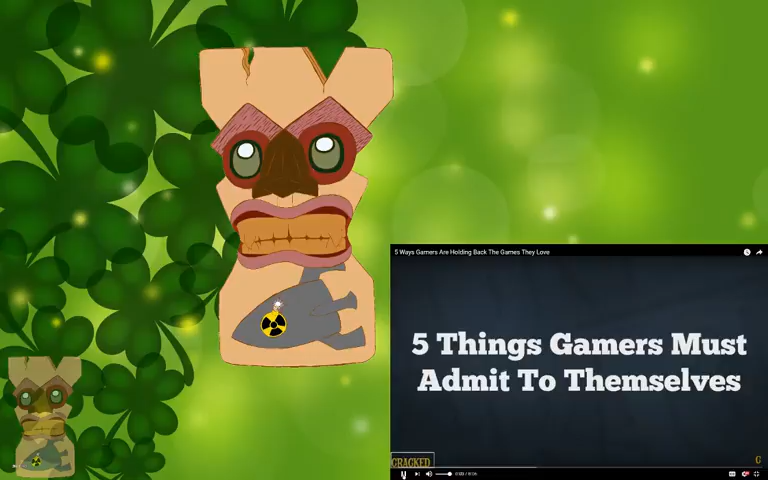 5 Ways Gamers Are Holding Back The Games They Love
5 Things Gamers Must
Admit To Themselves
CRACKED